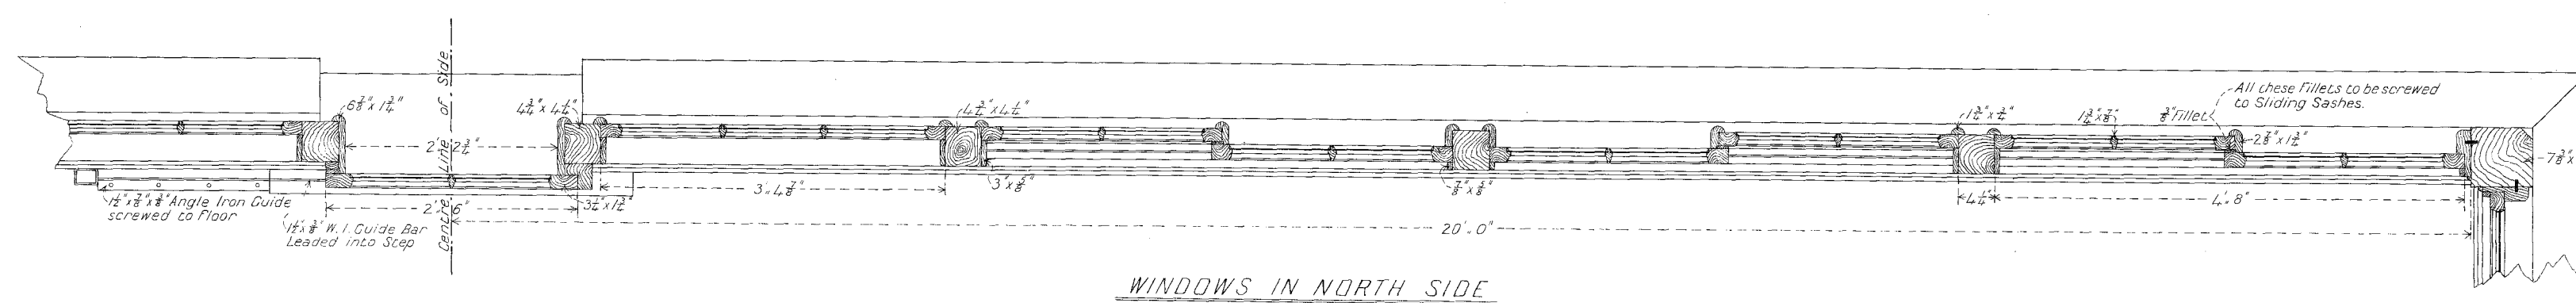 6⅞" x 1¾"
4¾" x 4¼"
4¾" x 4¼"
1¾" x ¾"
1¾" x ⅞"
⅜" Fillet
All these Fillets to be screwed
to Sliding Sashes.
2⅞" x 1¾"
2'. 2¾"
Centre Line of Side
1½" x ⅞" x ⅜" Angle Iron Guide
screwed to Floor
2'. 6"
3¼" x 1¾"
3'. 4⅞"
3" x ⅝"
⅞" x ⅝"
4¼"
4'. 8"
1½" x ⅜" W.I. Guide Bar
Leaded into Step
20'. 0"
WINDOWS IN NORTH SIDE